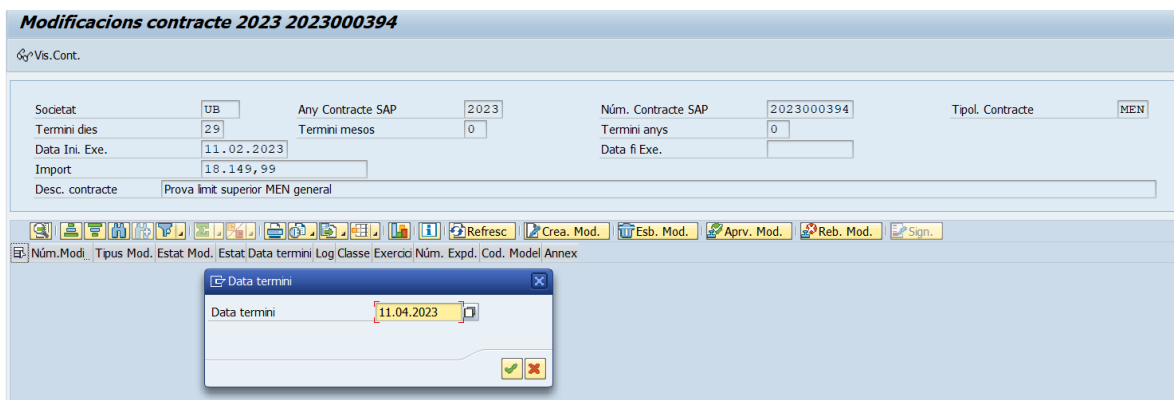 Modificacions contracte 2023 2023000394
Vis.Cont.
Societat UB Any Contracte SAP 2023 Núm. Contracte SAP 2023000394 Tipol. Contracte MEN
Termini dies 29 Termini mesos 0 Termini anys 0
Data Ini. Exe. 11.02.2023 Data fi Exe.
Import 18.149,99
Desc. contracte Prova limit superior MEN general
Refresc Crea. Mod. Esb. Mod. Aprv. Mod. Reb. Mod. Sign.
Núm.Modi Tipus Mod. Estat Mod. Estat Data termini Log Classe Exercici Núm. Expd. Cod. Model Annex
Data termini
Data termini 11.04.2023